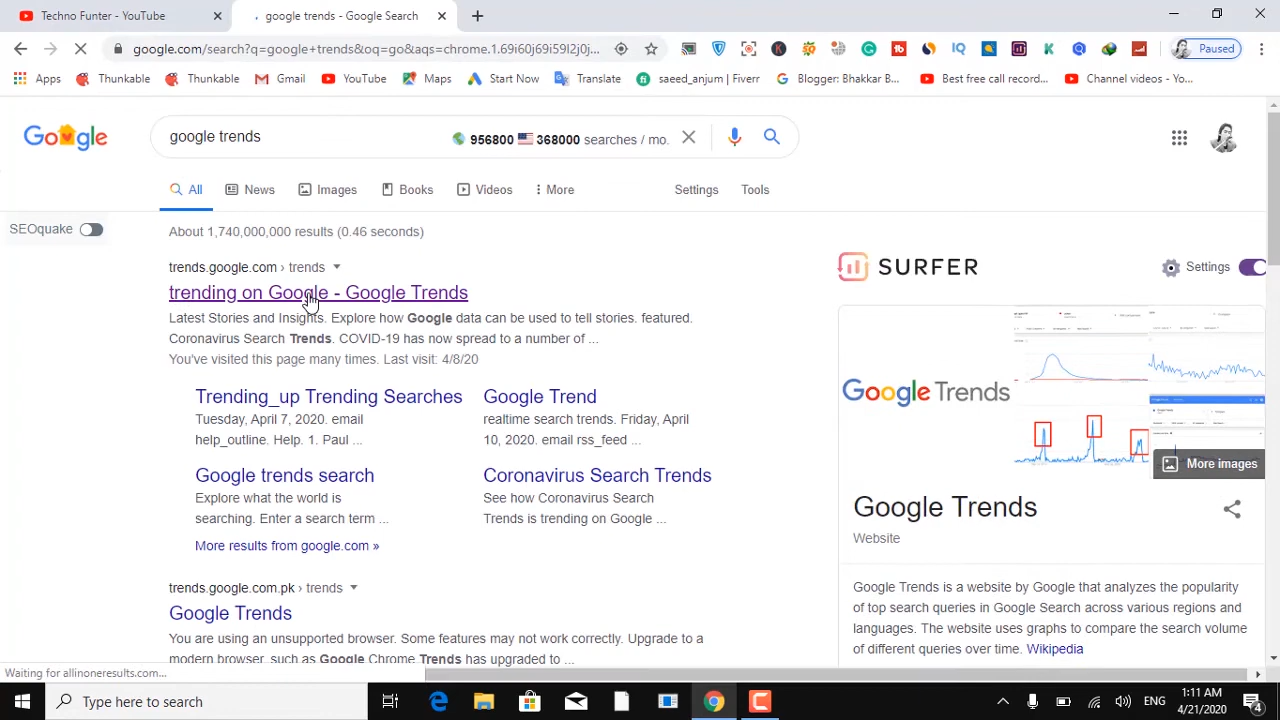 Techno Funter - YouTube
google trends - Google Search
google.com/search?q=google+trends&oq=go&aqs=chrome.1.69i60j69i59l2j0j...
Paused
Apps
Thunkable
Thunkable
Gmail
YouTube
Maps
Start Now
Translate
saeed_anjum | Fiverr
Blogger: Bhakkar B...
Best free call record...
Channel videos - Yo...
Google
google trends
956800 368000 searches / mo.
All
News
Images
Books
Videos
More
Settings
Tools
SEOquake
About 1,740,000,000 results (0.46 seconds)
trends.google.com › trends
trending on Google - Google Trends
Latest Stories and Insights. Explore how Google data can be used to tell stories. featured.
Coronavirus Search Trends. COVID-19 has now spread to a number of ...
You've visited this page many times. Last visit: 4/8/20
Trending_up Trending Searches
Tuesday, April 7, 2020. email
help_outline. Help. 1. Paul ...
Google Trend
realtime search trends. Friday, April
10, 2020. email rss_feed ...
Google trends search
Explore what the world is
searching. Enter a search term ...
Coronavirus Search Trends
See how Coronavirus Search
Trends is trending on Google ...
More results from google.com »
trends.google.com.pk › trends
Google Trends
You are using an unsupported browser. Some features may not work correctly. Upgrade to a
modern browser, such as Google Chrome Trends has upgraded to ...
SURFER
Settings
Google Trends
More images
Google Trends
Website
Google Trends is a website by Google that analyzes the popularity
of top search queries in Google Search across various regions and
languages. The website uses graphs to compare the search volume
of different queries over time. Wikipedia
Waiting for allinoneresults.com...
Type here to search
ENG
1:11 AM
4/21/2020
4